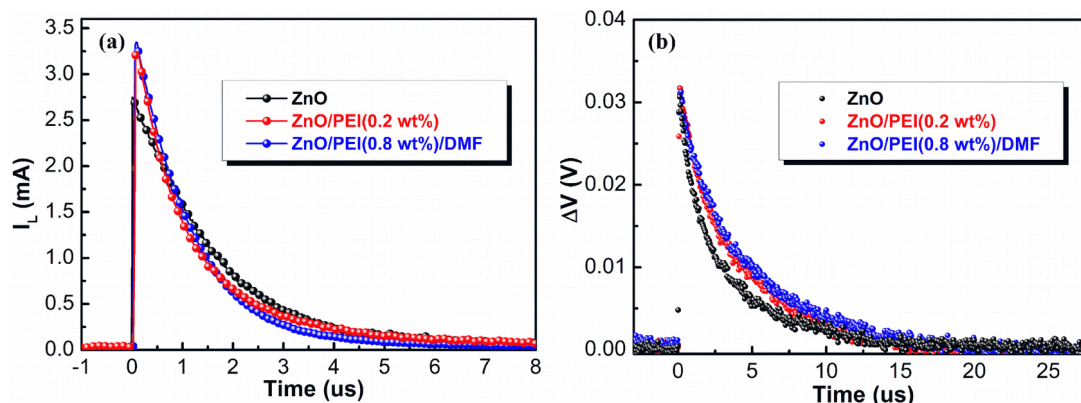 (a)
I_L (mA)
3.5
3.0
2.5
2.0
1.5
1.0
0.5
0.0
ZnO
ZnO/PEI(0.2 wt%)
ZnO/PEI(0.8 wt%)/DMF
-1 0 1 2 3 4 5 6 7 8
Time (us)
(b)
ΔV (V)
0.04
0.03
0.02
0.01
0.00
ZnO
ZnO/PEI(0.2 wt%)
ZnO/PEI(0.8 wt%)/DMF
0 5 10 15 20 25
Time (us)